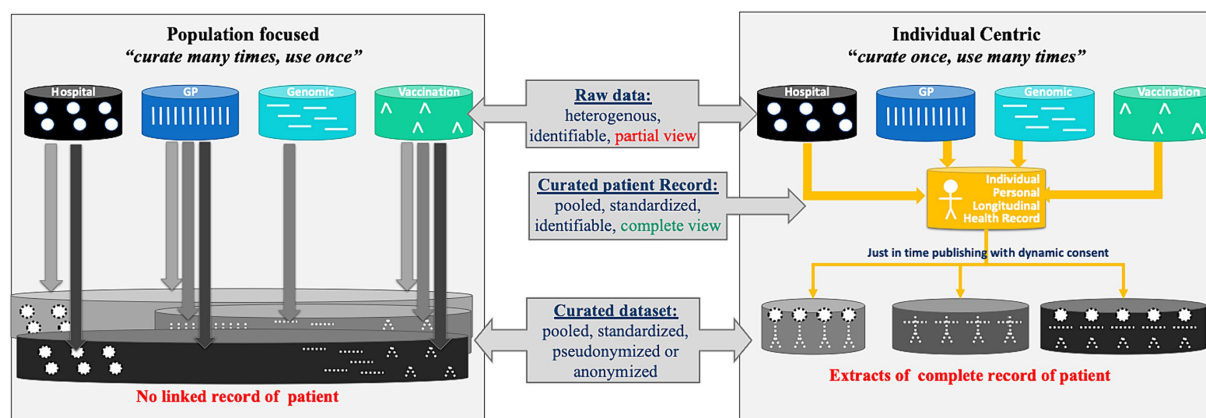 Population focused
“curate many times, use once”
Hospital
GP
Genomic
Vaccination
No linked record of patient
Raw data:
heterogenous,
identifiable, partial view
Curated patient Record:
pooled, standardized,
identifiable, complete view
Curated dataset:
pooled, standardized,
pseudonymized or
anonymized
Individual Centric
“curate once, use many times”
Hospital
GP
Genomic
Vaccination
Individual
Personal
Longitudinal
Health Record
Just in time publishing with dynamic consent
Extracts of complete record of patient